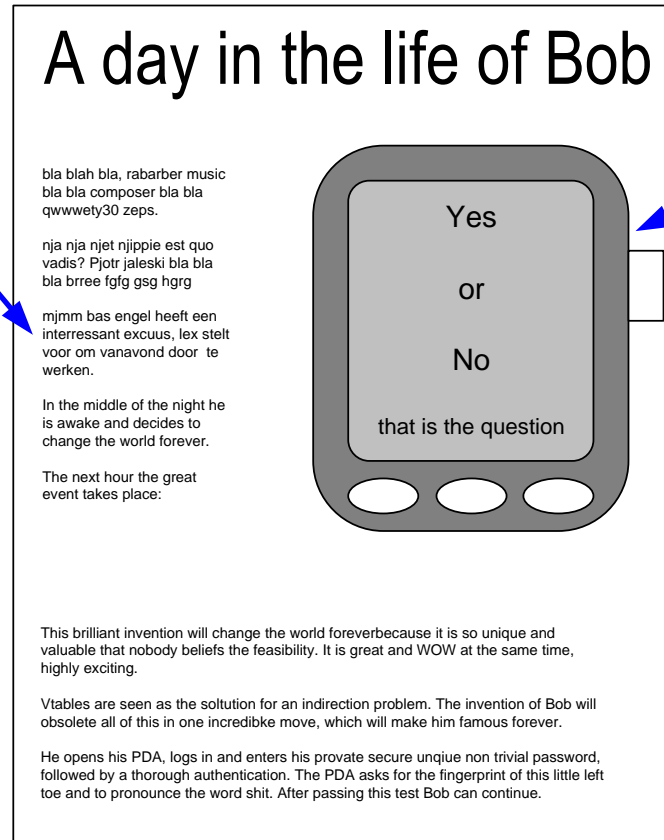 A day in the life of Bob
bla blah bla, rabarber music
bla bla composer bla bla
qwwwety30 zeps.
nja nja njet njippie est quo
vadis? Pjotr jaleski bla bla
bla brree fgfg gsg hgrg
mjmm bas engel heeft een
interressant excuus, lex stelt
voor om vanavond door te
werken.
In the middle of the night he
is awake and decides to
change the world forever.
The next hour the great
event takes place:
Yes
or
No
that is the question
This brilliant invention will change the world foreverbecause it is so unique and
valuable that nobody beliefs the feasibility. It is great and WOW at the same time,
highly exciting.
Vtables are seen as the soltution for an indirection problem. The invention of Bob will
obsolete all of this in one incredibke move, which will make him famous forever.
He opens his PDA, logs in and enters his provate secure unqiue non trivial password,
followed by a thorough authentication. The PDA asks for the fingerprint of this little left
toe and to pronounce the word shit. After passing this test Bob can continue.